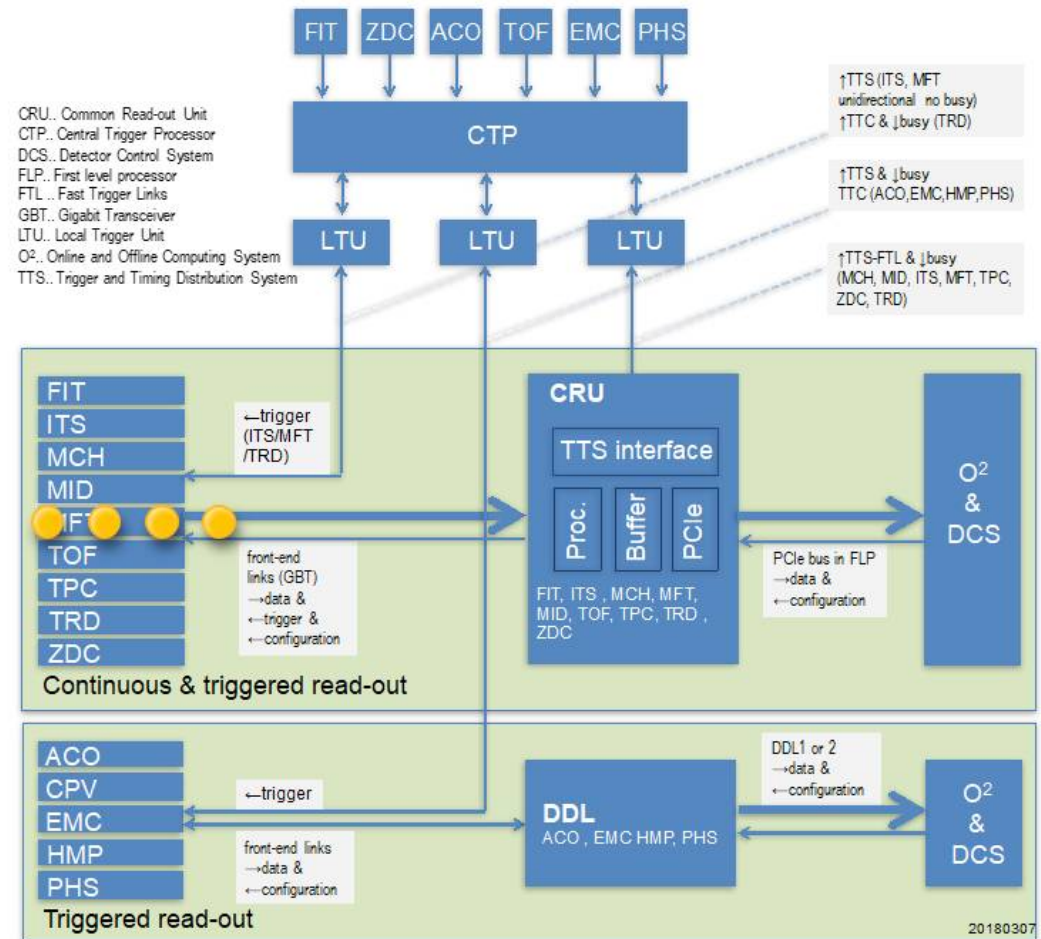 FIT ZDC ACO TOF EMC PHS
CTP
CRU.. Common Read-out Unit
CTP.. Central Trigger Processor
DCS.. Detector Control System
FLP.. First level processor
FTL .. Fast Trigger Links
GBT.. Gigabit Transceiver
LTU.. Local Trigger Unit
O².. Online and Offline Computing System
TTS.. Trigger and Timing Distribution System
↑TTS (ITS, MFT
unidirectional no busy)
↑TTC & ↓busy (TRD)
↑TTS & ↓busy
TTC (ACO,EMC,HMP,PHS)
↑TTS-FTL & ↓busy
(MCH, MID, ITS, MFT, TPC,
ZDC, TRD)
LTU LTU LTU
FIT
ITS
MCH
MID
MFT
TOF
TPC
TRD
ZDC
←trigger
(ITS/MFT
/TRD)
front-end
links (GBT)
→data &
←trigger &
←configuration
CRU
TTS interface
Proc.
Buffer
PCIe
FIT, ITS , MCH, MFT,
MID, TOF, TPC, TRD ,
ZDC
PCIe bus in FLP
→data &
←configuration
O²
&
DCS
Continuous & triggered read-out
ACO
CPV
EMC
HMP
PHS
←trigger
front-end links
→data &
←configuration
DDL
ACO , EMC HMP, PHS
DDL1 or 2
→data &
←configuration
O²
&
DCS
Triggered read-out
20180307